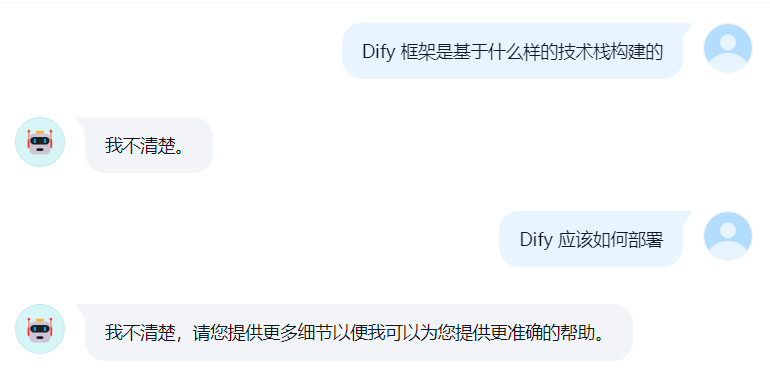 Dify 框架是基于什么样的技术栈构建的
我不清楚。
Dify 应该如何部署
我不清楚，请您提供更多细节以便我可以为您提供更准确的帮助。